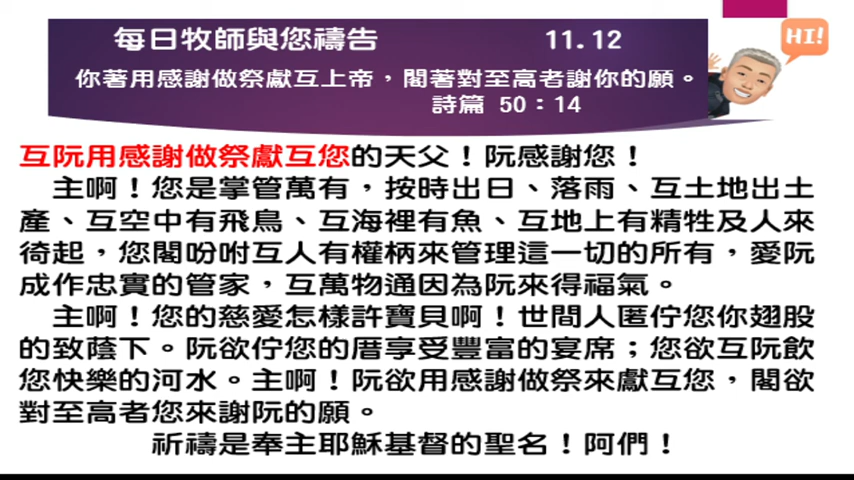 每日牧師與您禱告 11.12
HI!
你著用感謝做祭獻互上帝，閣著對至高者謝你的願。
詩篇 50：14
互阮用感謝做祭獻互您的天父！阮感謝您！
主啊！您是掌管萬有，按時出日、落雨、互土地出土
產、互空中有飛鳥、互海裡有魚、互地上有精牲及人來
徛起，您閣吩咐互人有權柄來管理這一切的所有，愛阮
成作忠實的管家，互萬物通因為阮來得福氣。
主啊！您的慈愛怎樣許寶貝啊！世間人匿佇您你翅股
的致蔭下。阮欲佇您的厝享受豐富的宴席；您欲互阮飲
您快樂的河水。主啊！阮欲用感謝做祭來獻互您，閣欲
對至高者您來謝阮的願。
祈禱是奉主耶穌基督的聖名！阿們！